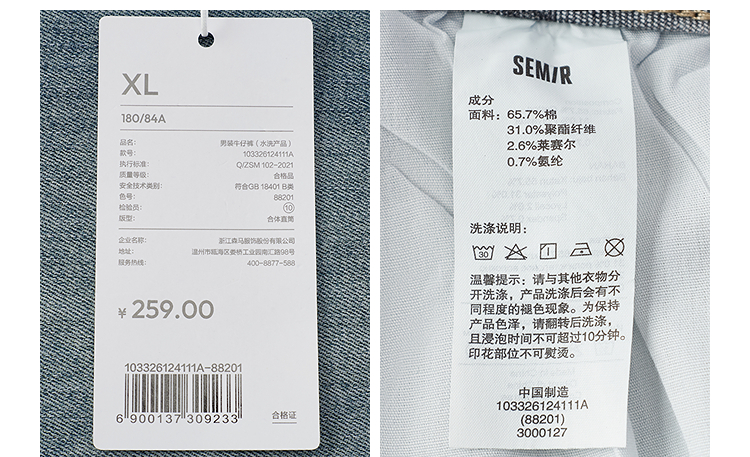 XL
180/84A
品名: 男装牛仔裤（水洗产品）
款号: 103326124111A
执行标准: Q/ZSM 102-2021
质量等级: 合格品
安全技术类别: 符合GB 18401 B类
色号: 88201
检验员: ⑩
版型: 合体直筒
企业名称: 浙江森马服饰股份有限公司
地址: 温州市瓯海区娄桥工业园南汇路98号
服务热线: 400-8877-588
¥ 259.00
103326124111A-88201
6 900137 309233
合格证
SEMIR
成分
面料: 65.7%棉
31.0%聚酯纤维
2.6%莱赛尔
0.7%氨纶
洗涤说明:
30
温馨提示: 请与其他衣物分
开洗涤，产品洗涤后会有不
同程度的褪色现象。为保持
产品色泽，请翻转后洗涤，
且浸泡时间不可超过10分钟。
印花部位不可熨烫。
中国制造
103326124111A
(88201)
3000127